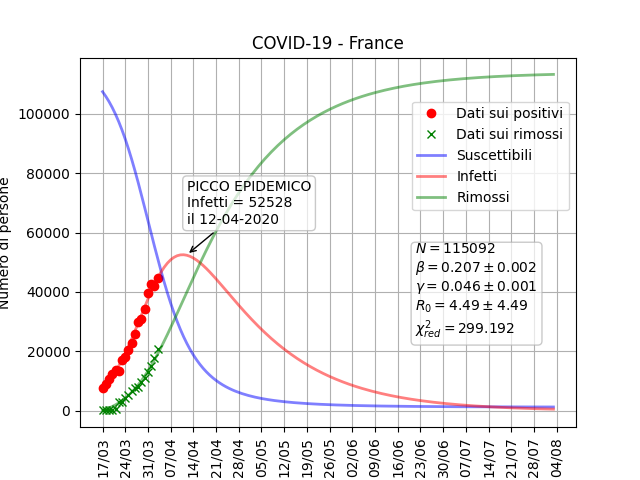 COVID-19 - France
Numero di persone
100000
80000
60000
40000
20000
0
PICCO EPIDEMICO
Infetti = 52528
il 12-04-2020
Dati sui positivi
Dati sui rimossi
Suscettibili
Infetti
Rimossi
N = 115092
β = 0.207 ± 0.002
γ = 0.046 ± 0.001
R₀ = 4.49 ± 4.49
χ²red = 299.192
17/03
24/03
31/03
07/04
14/04
21/04
28/04
05/05
12/05
19/05
26/05
02/06
09/06
16/06
23/06
30/06
07/07
14/07
21/07
28/07
04/08